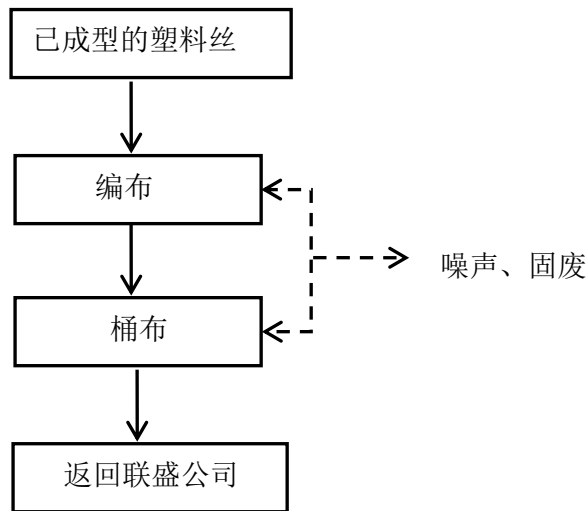 已成型的塑料丝
编布
噪声、固废
桶布
返回联盛公司